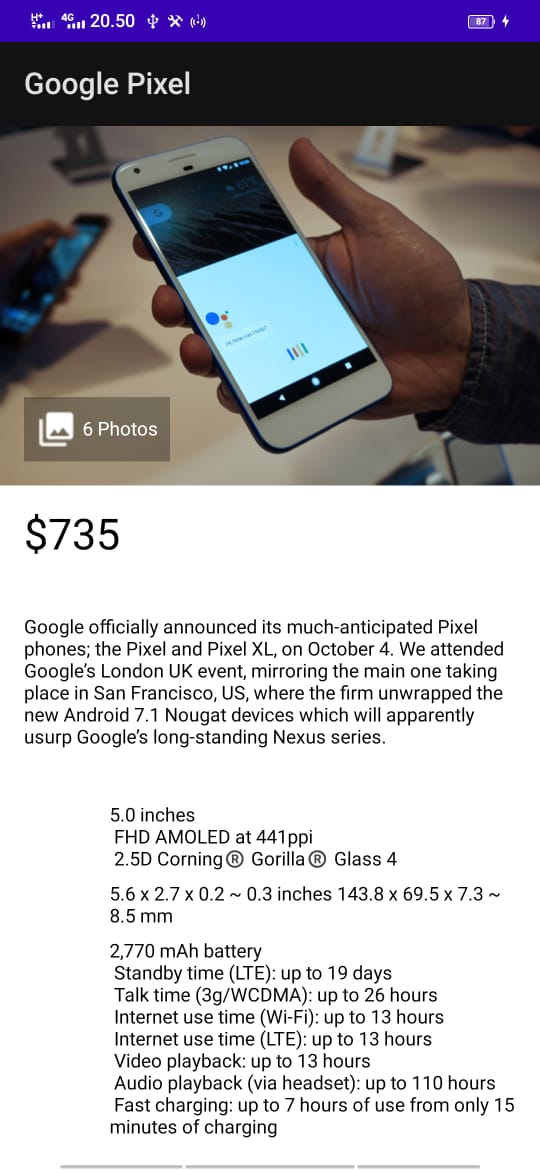 H+ 4G 20.50 87
Google Pixel
G
Hi, how can I help?
6 Photos
$735
Google officially announced its much-anticipated Pixel
phones; the Pixel and Pixel XL, on October 4. We attended
Google's London UK event, mirroring the main one taking
place in San Francisco, US, where the firm unwrapped the
new Android 7.1 Nougat devices which will apparently
usurp Google's long-standing Nexus series.
5.0 inches
FHD AMOLED at 441ppi
2.5D Corning® Gorilla® Glass 4
5.6 x 2.7 x 0.2 ~ 0.3 inches 143.8 x 69.5 x 7.3 ~
8.5 mm
2,770 mAh battery
Standby time (LTE): up to 19 days
Talk time (3g/WCDMA): up to 26 hours
Internet use time (Wi-Fi): up to 13 hours
Internet use time (LTE): up to 13 hours
Video playback: up to 13 hours
Audio playback (via headset): up to 110 hours
Fast charging: up to 7 hours of use from only 15
minutes of charging